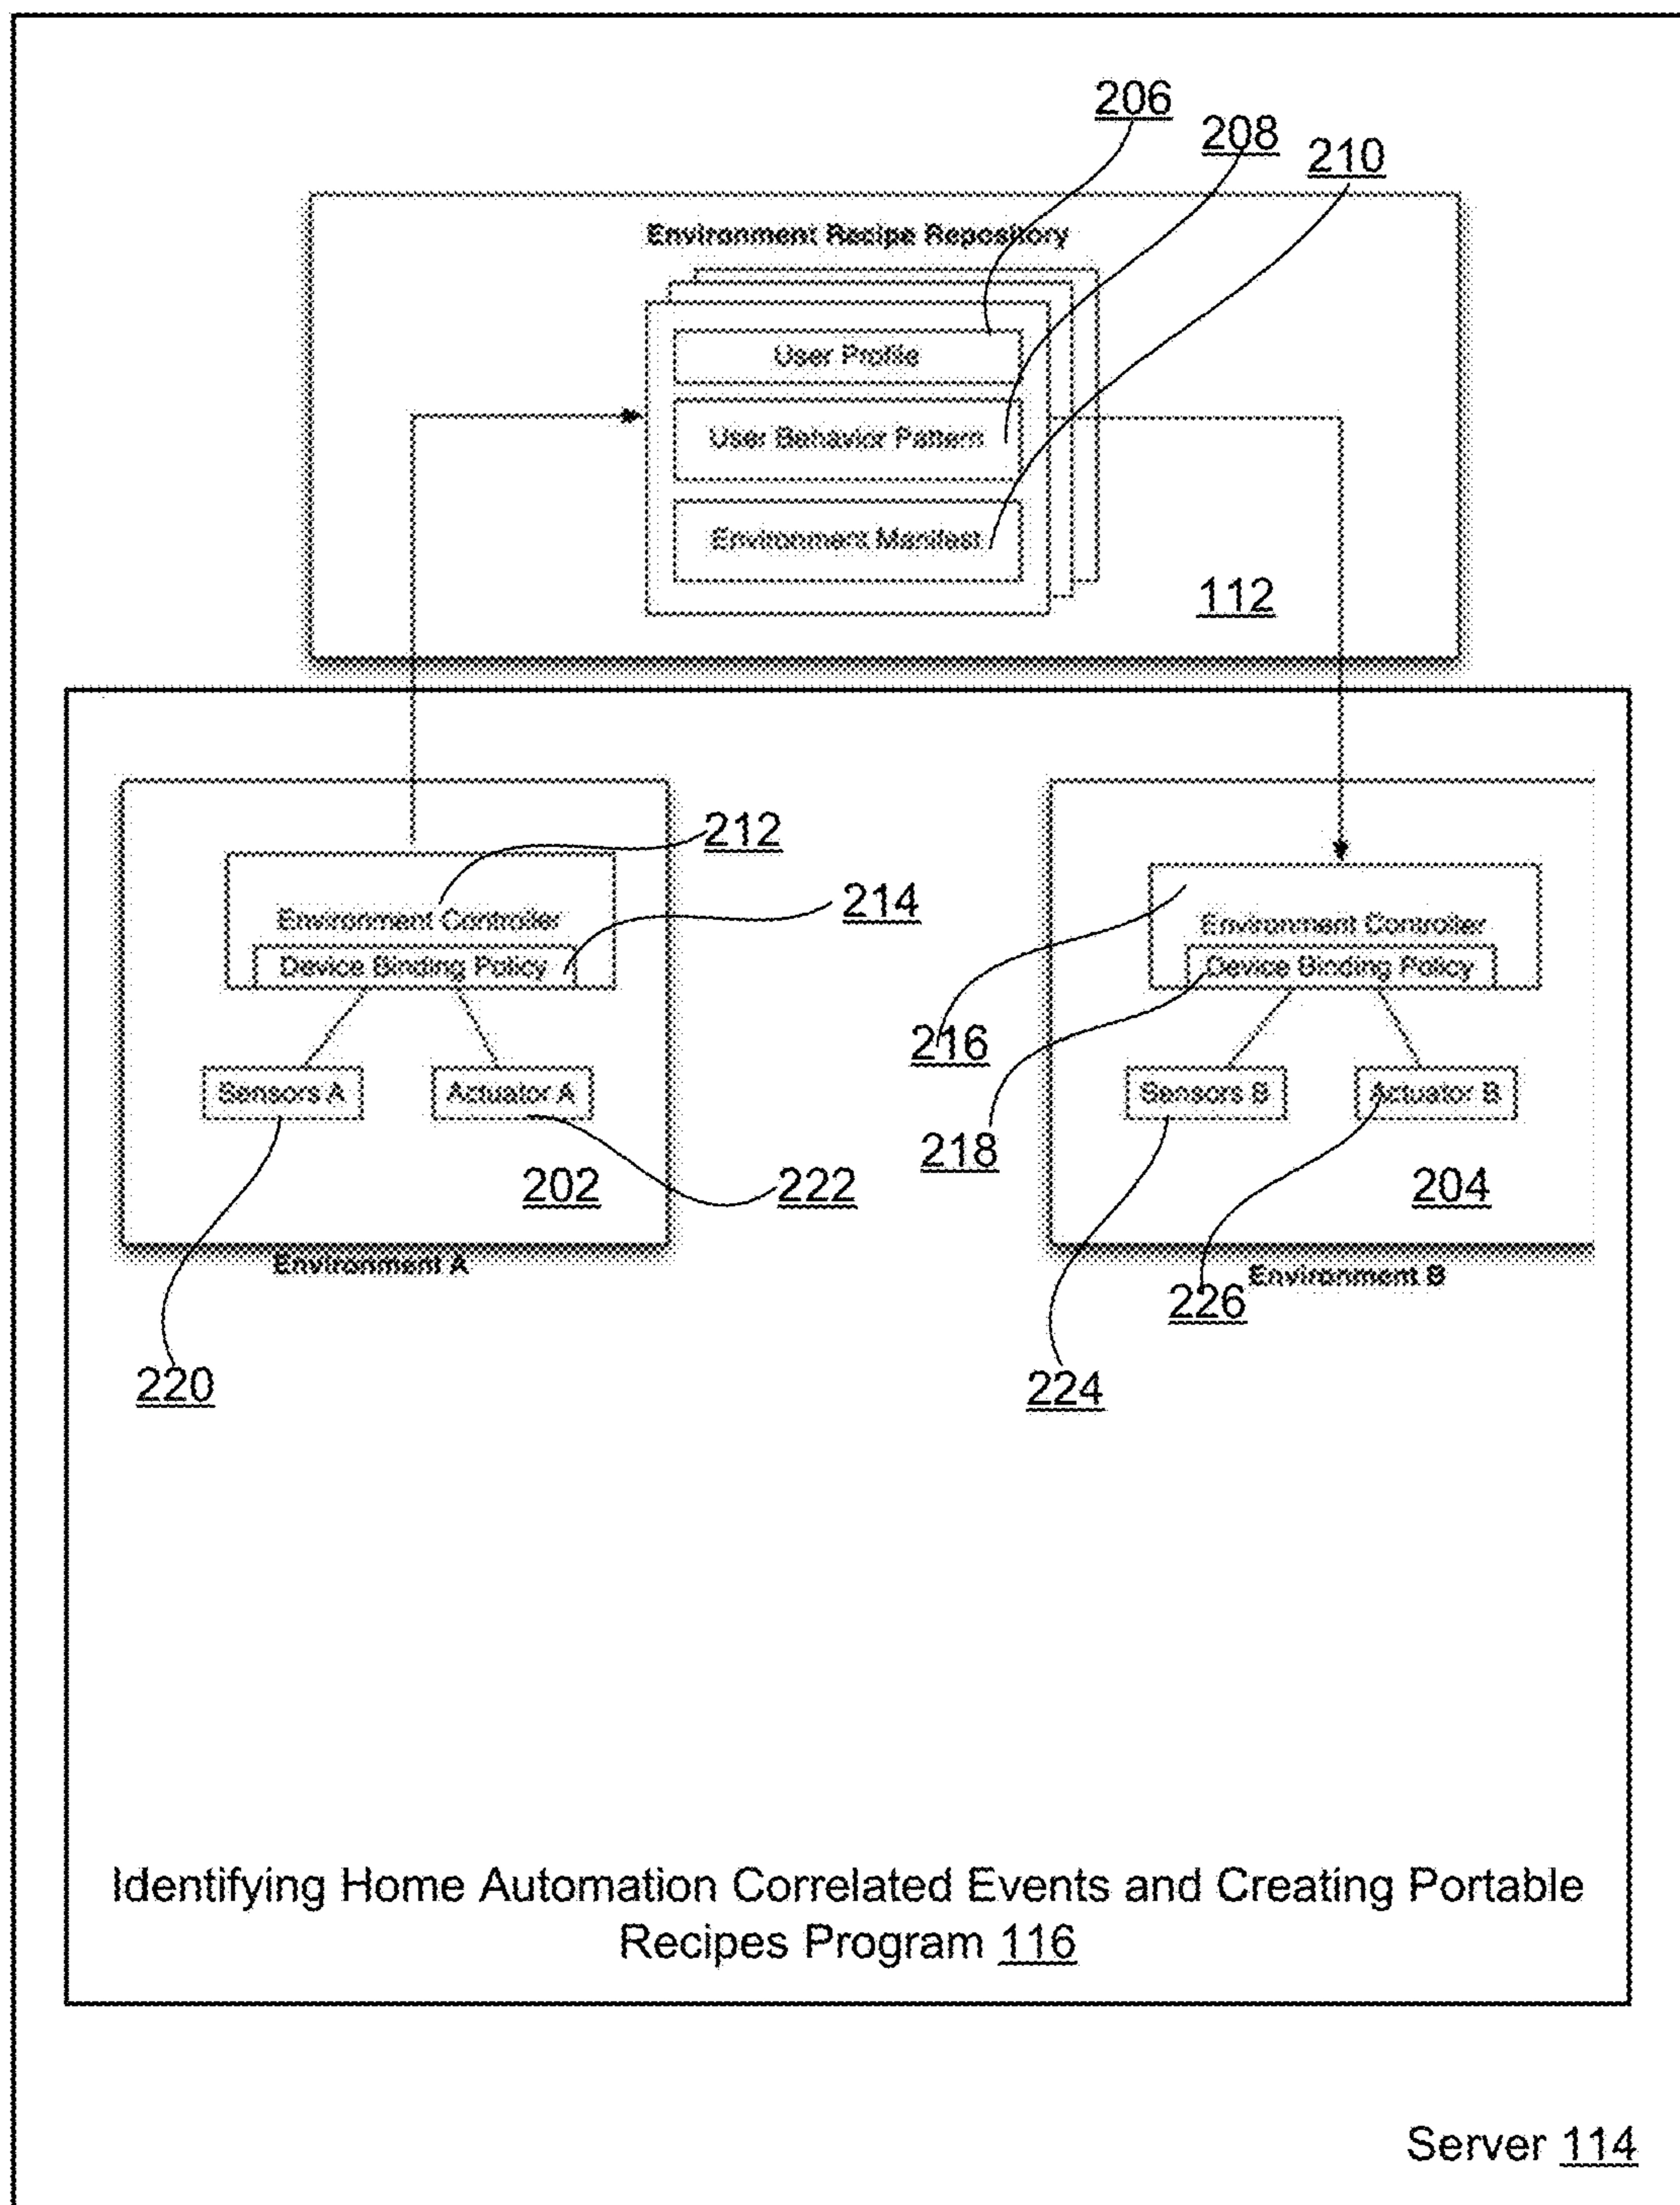 206
208
210
Environment Recipe Repository
User Profile
User Behavior Pattern
Environment Manifest
112
212
214
Environment Controller
Device Binding Policy
Environment Controller
Device Binding Policy
216
218
Sensors A
Actuator A
Sensors B
Actuator B
202
222
204
Environment A
Environment B
226
220
224
Identifying Home Automation Correlated Events and Creating Portable
Recipes Program 116
Server 114